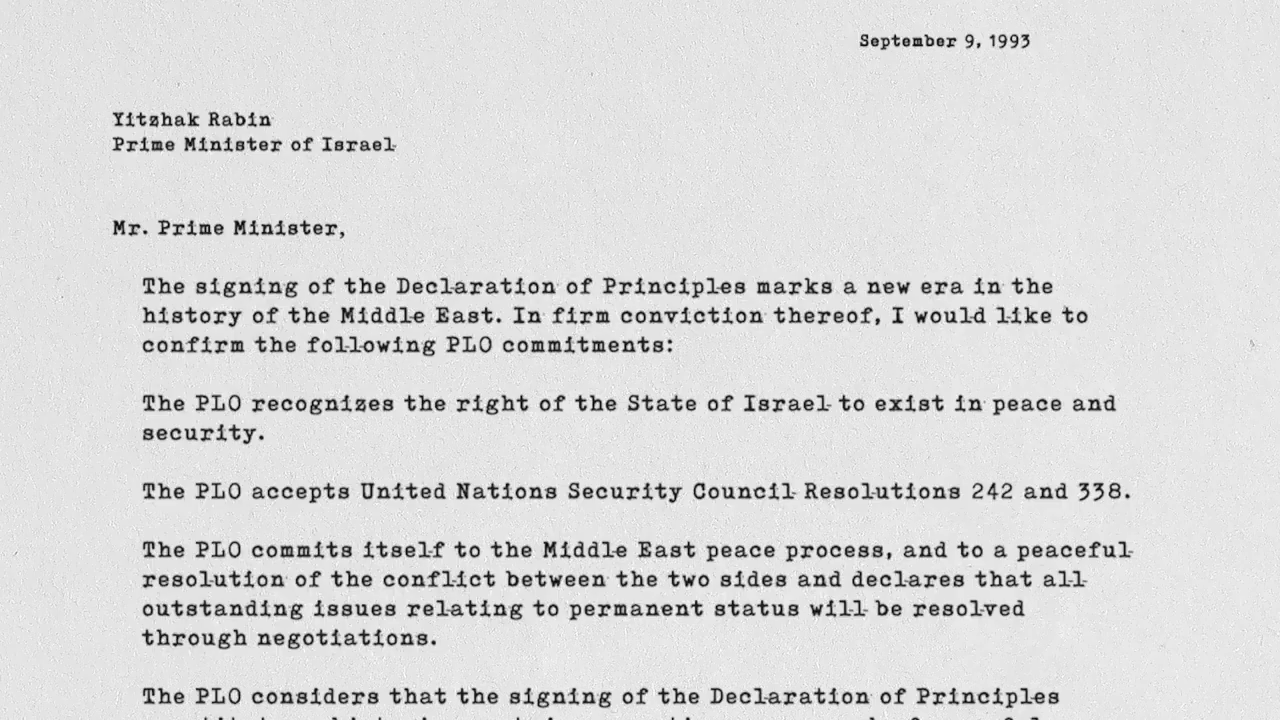 September 9, 1993
Yitzhak Rabin
Prime Minister of Israel
Mr. Prime Minister,
The signing of the Declaration of Principles marks a new era in the
history of the Middle East. In firm conviction thereof, I would like to
confirm the following PLO commitments:
The PLO recognizes the right of the State of Israel to exist in peace and
security.
The PLO accepts United Nations Security Council Resolutions 242 and 338.
The PLO commits itself to the Middle East peace process, and to a peaceful
resolution of the conflict between the two sides and declares that all
outstanding issues relating to permanent status will be resolved
through negotiations.
The PLO considers that the signing of the Declaration of Principles